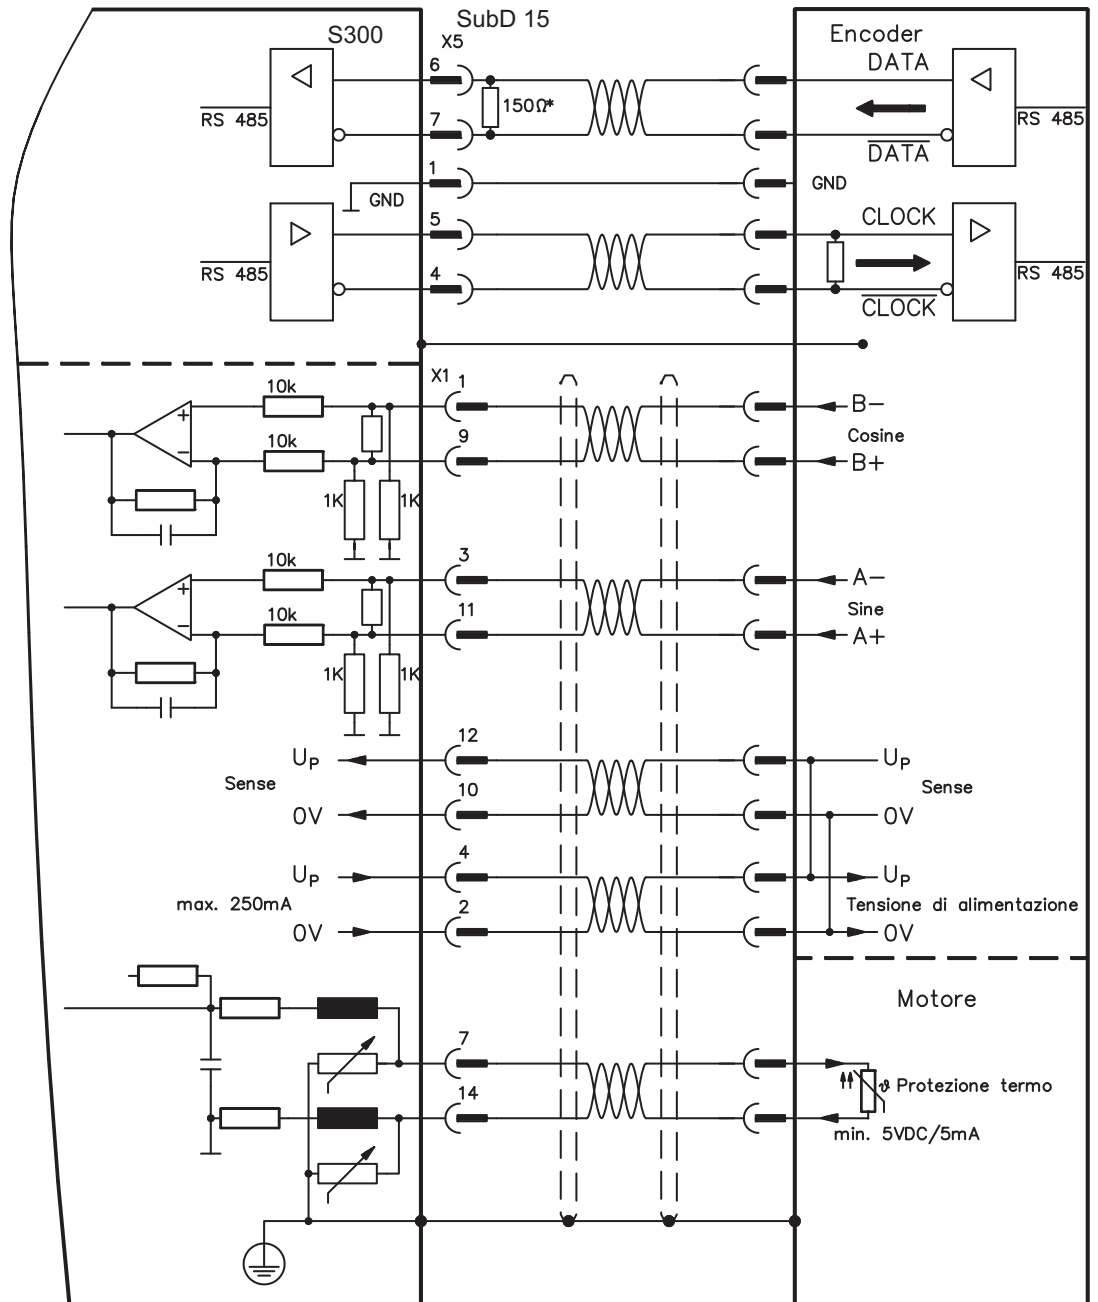 S300
SubD 15
X5
Encoder
6
DATA
RS 485
150Ω*
RS 485
7
DATA
1
GND
GND
5
CLOCK
RS 485
RS 485
4
CLOCK
X1
1
10k
B-
Cosine
10k
9
B+
1K
1K
10k
3
A-
Sine
10k
11
A+
1K
1K
12
UP
UP
Sense
Sense
10
0V
0V
4
UP
UP
max. 250mA
Tensione di alimentazione
2
0V
0V
Motore
7
ϑ Protezione termo
14
min. 5VDC/5mA
+
−
+
−